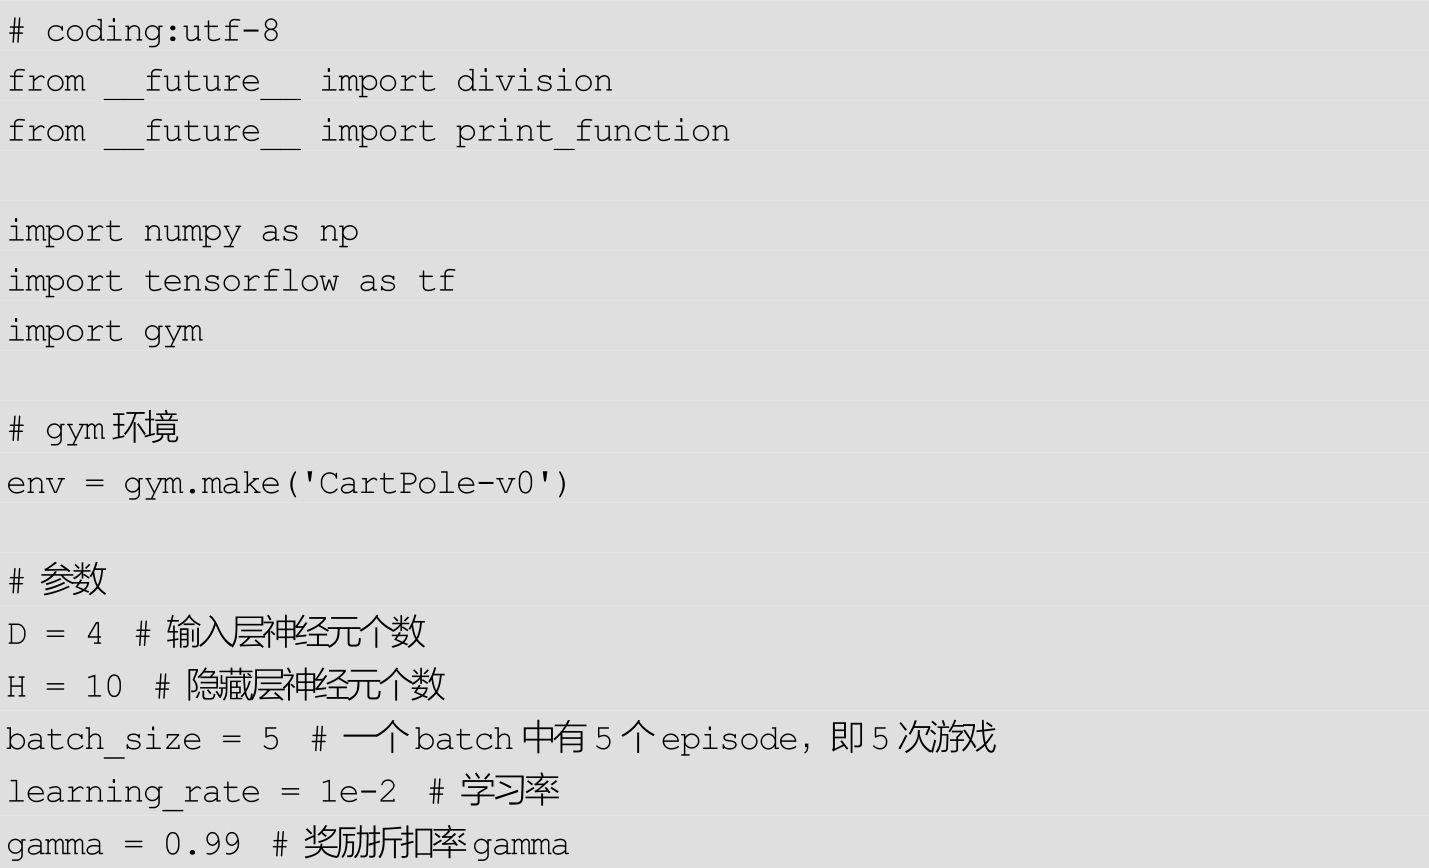 # coding:utf-8
from __future__ import division
from __future__ import print_function
import numpy as np
import tensorflow as tf
import gym
# gym 环境
env = gym.make('CartPole-v0')
# 参数
D = 4 # 输入层神经元个数
H = 10 # 隐藏层神经元个数
batch_size = 5 # 一个 batch 中有 5 个 episode, 即 5 次游戏
learning_rate = 1e-2 # 学习率
gamma = 0.99 # 奖励折扣率 gamma